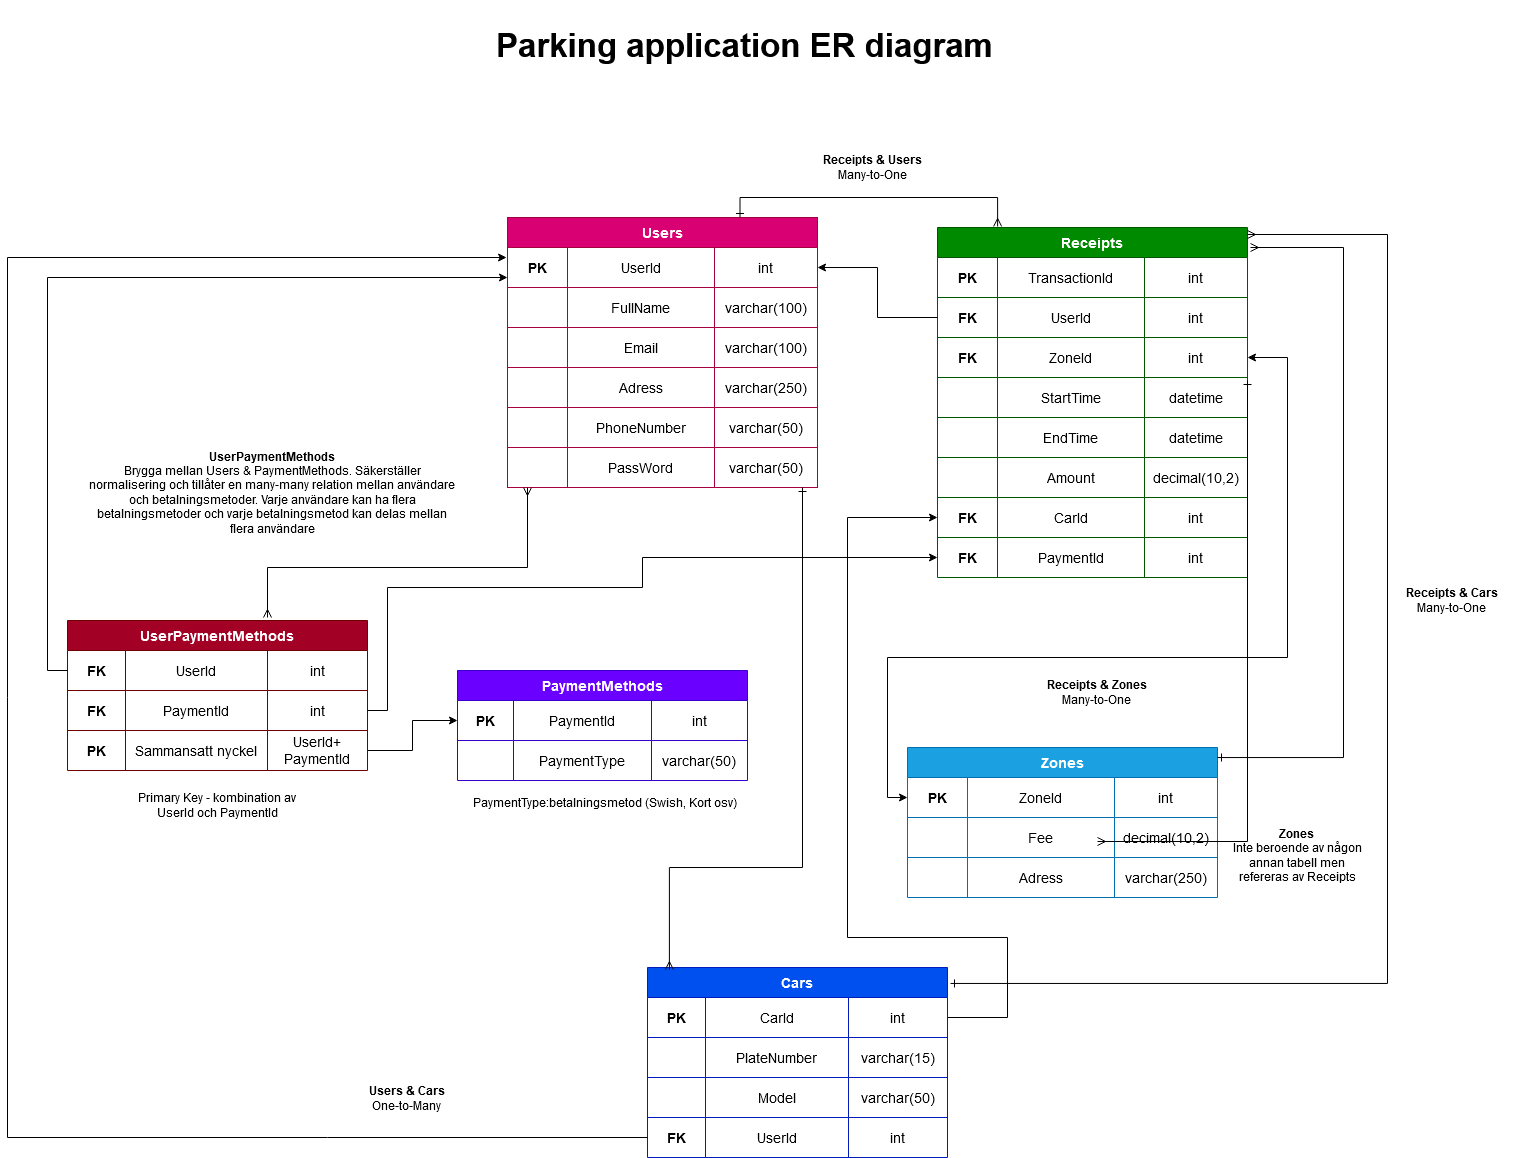 Parking application ER diagram
Receipts & Users
Many-to-One
Users
PK UserId int
FullName varchar(100)
Email varchar(100)
Adress varchar(250)
PhoneNumber varchar(50)
PassWord varchar(50)
Receipts
PK TransactionId int
FK UserId int
FK ZoneId int
StartTime datetime
EndTime datetime
Amount decimal(10,2)
FK CarId int
FK PaymentId int
UserPaymentMethods
Brygga mellan Users & PaymentMethods. Säkerställer
normalisering och tillåter en many-many relation mellan användare
och betalningsmetoder. Varje användare kan ha flera
betalningsmetoder och varje betalningsmetod kan delas mellan
flera användare
UserPaymentMethods
FK UserId int
FK PaymentId int
PK Sammansatt nyckel UserId+
PaymentId
Primary Key - kombination av
UserId och PaymentId
PaymentMethods
PK PaymentId int
PaymentType varchar(50)
PaymentType:betalningsmetod (Swish, Kort osv)
Receipts & Cars
Many-to-One
Receipts & Zones
Many-to-One
Zones
PK ZoneId int
Fee decimal(10,2)
Adress varchar(250)
Zones
Inte beroende av någon
annan tabell men
refereras av Receipts
Cars
PK CarId int
PlateNumber varchar(15)
Model varchar(50)
FK UserId int
Users & Cars
One-to-Many